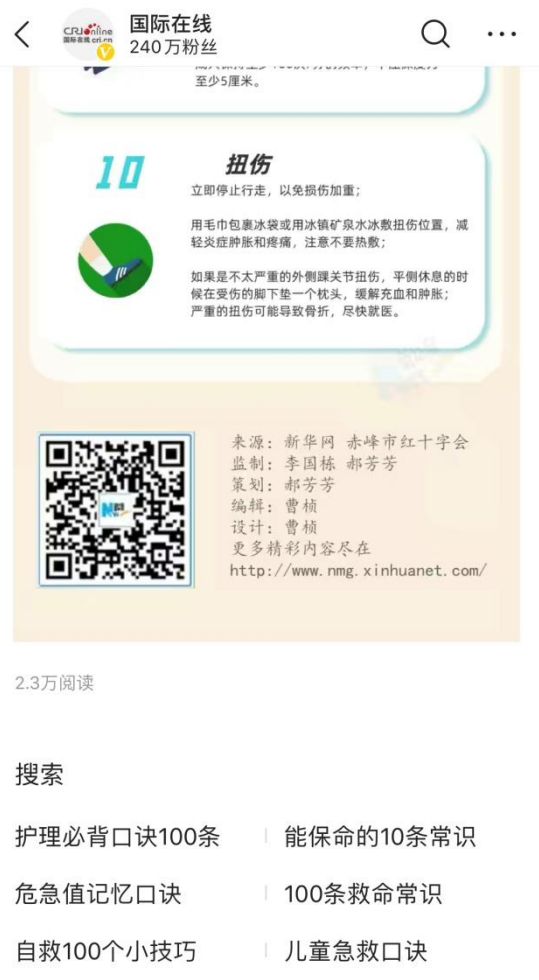 国际在线
240万粉丝
CRIonline
国际在线 cri.cn
至少5厘米。
10
扭伤
立即停止行走，以免损伤加重；
用毛巾包裹冰袋或用冰镇矿泉水冰敷扭伤位置，减
轻炎症肿胀和疼痛，注意不要热敷；
如果是不太严重的外侧踝关节扭伤，平侧休息的时
候在受伤的脚下垫一个枕头，缓解充血和肿胀；
严重的扭伤可能导致骨折，尽快就医。
来源：新华网 赤峰市红十字会
监制：李国栋 郝芳芳
策划：郝芳芳
编辑：曹桢
设计：曹桢
更多精彩内容尽在
http://www.nmg.xinhuanet.com/
2.3万阅读
搜索
护理必背口诀100条
能保命的10条常识
危急值记忆口诀
100条救命常识
自救100个小技巧
儿童急救口诀